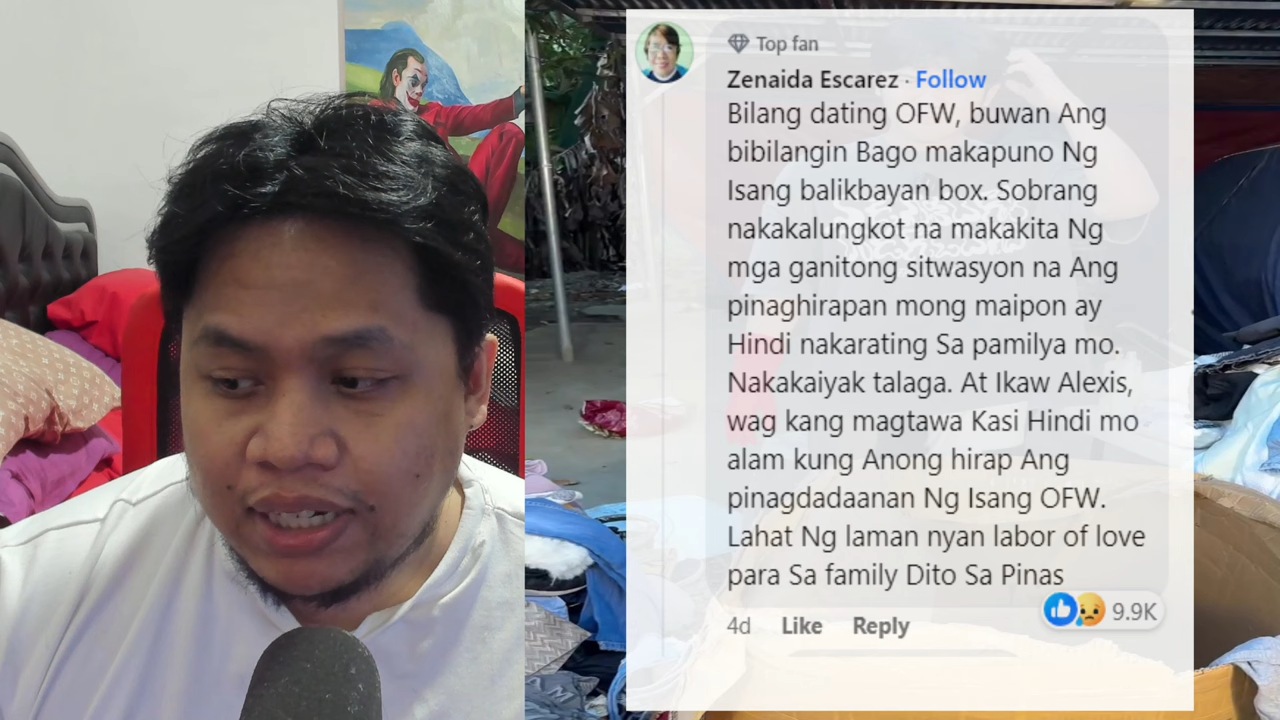 Top fan
Zenaida Escarez · Follow
Bilang dating OFW, buwan Ang
bibilangin Bago makapuno Ng
Isang balikbayan box. Sobrang
nakakalungkot na makakita Ng
mga ganitong sitwasyon na Ang
pinaghirapan mong maipon ay
Hindi nakarating Sa pamilya mo.
Nakakaiyak talaga. At Ikaw Alexis,
wag kang magtawa Kasi Hindi mo
alam kung Anong hirap Ang
pinagdadaanan Ng Isang OFW.
Lahat Ng laman nyan labor of love
para Sa family Dito Sa Pinas
9.9K
4d Like Reply